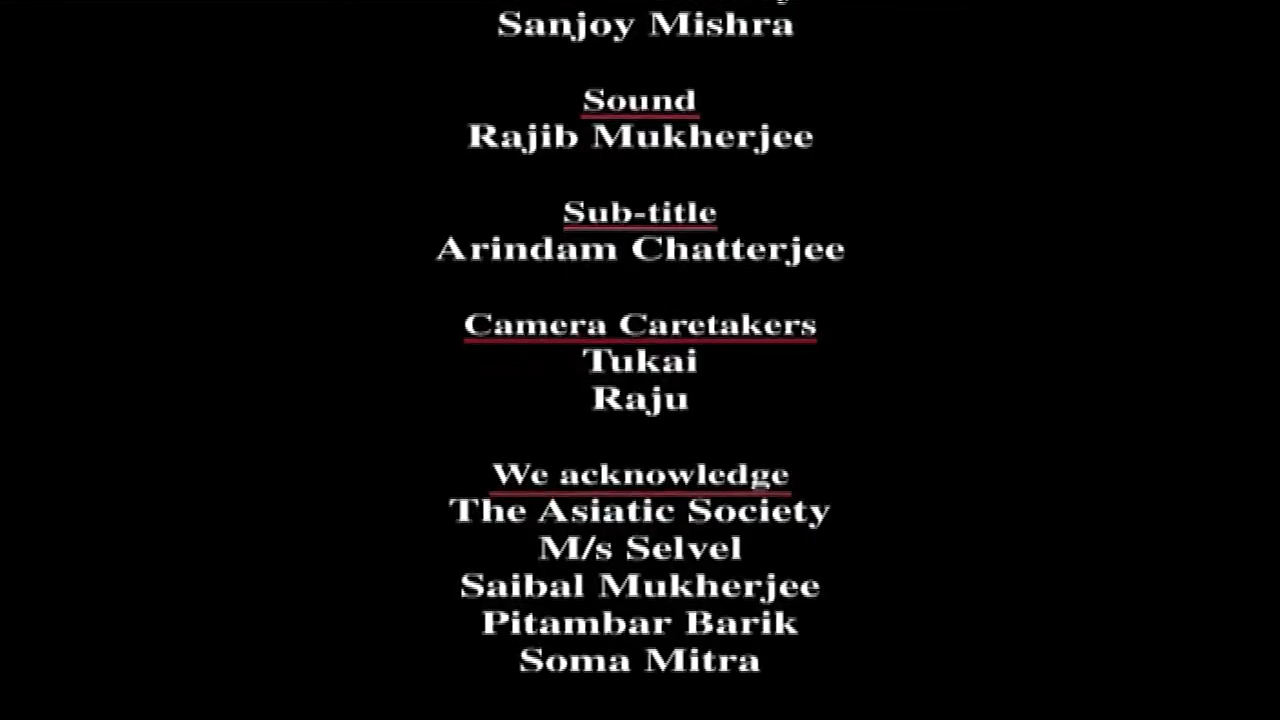 Sanjoy Mishra
Sound
Rajib Mukherjee
Sub-title
Arindam Chatterjee
Camera Caretakers
Tukai
Raju
We acknowledge
The Asiatic Society
M/s Selvel
Saibal Mukherjee
Pitambar Barik
Soma Mitra